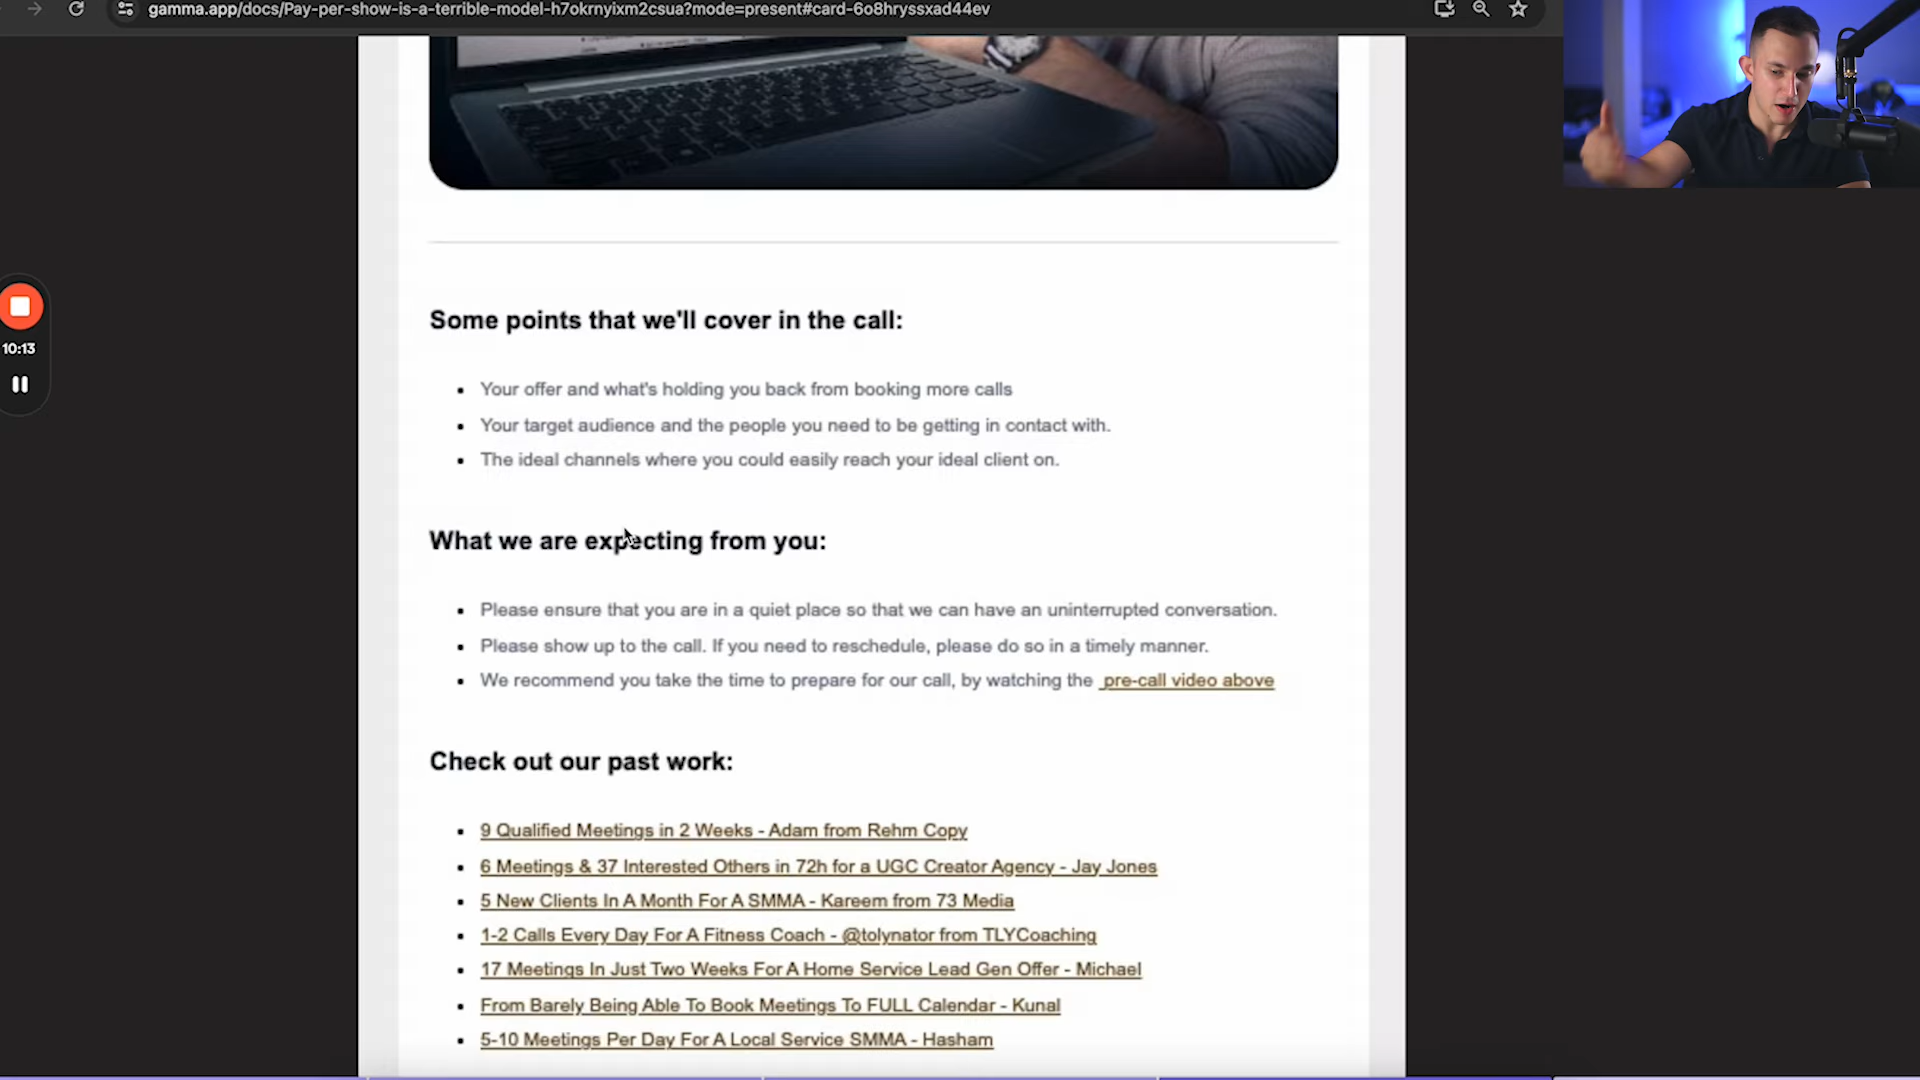 gamma.app/docs/Pay-per-show-is-a-terrible-model-h7okrnyixm2csua?mode=present#card-6o8hryssxad44ev
10:13
Some points that we'll cover in the call:
• Your offer and what's holding you back from booking more calls
• Your target audience and the people you need to be getting in contact with.
• The ideal channels where you could easily reach your ideal client on.
What we are expecting from you:
• Please ensure that you are in a quiet place so that we can have an uninterrupted conversation.
• Please show up to the call. If you need to reschedule, please do so in a timely manner.
• We recommend you take the time to prepare for our call, by watching the pre-call video above
Check out our past work:
• 9 Qualified Meetings in 2 Weeks - Adam from Rehm Copy
• 6 Meetings & 37 Interested Others in 72h for a UGC Creator Agency - Jay Jones
• 5 New Clients In A Month For A SMMA - Kareem from 73 Media
• 1-2 Calls Every Day For A Fitness Coach - @tolynator from TLYCoaching
• 17 Meetings In Just Two Weeks For A Home Service Lead Gen Offer - Michael
• From Barely Being Able To Book Meetings To FULL Calendar - Kunal
• 5-10 Meetings Per Day For A Local Service SMMA - Hasham